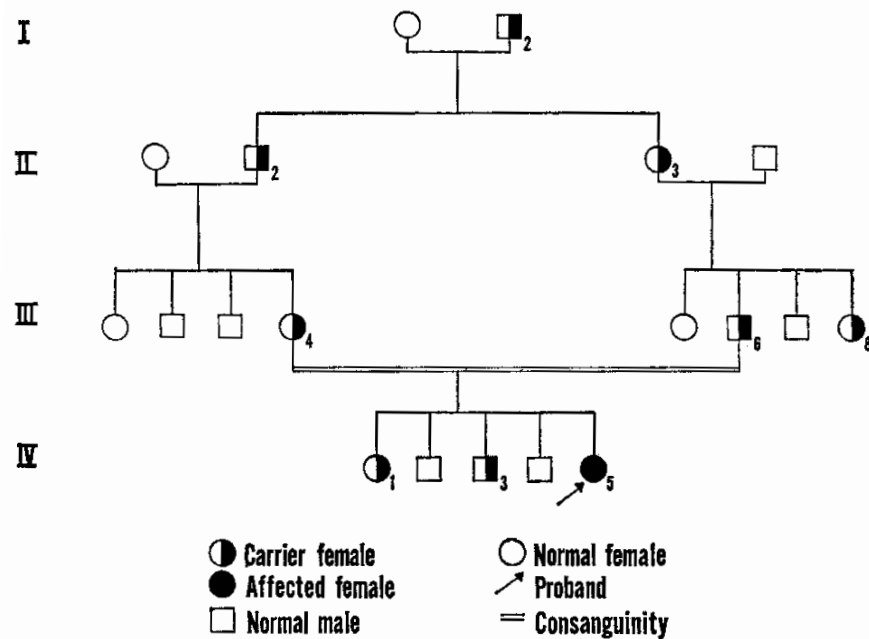 I
2
II
2
3
III
4
6
8
IV
1
3
5
Carrier female
Normal female
Affected female
Proband
Normal male
Consanguinity